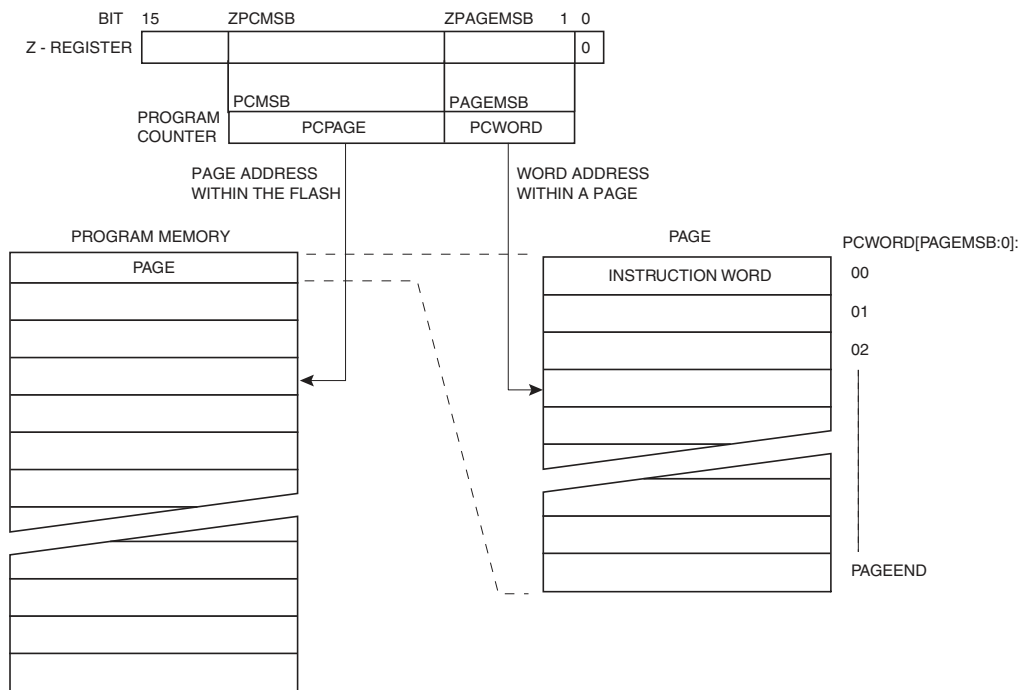 BIT 15 ZPCMSB ZPAGEMSB 1 0
Z - REGISTER 0
PCMSB PAGEMSB
PROGRAM
COUNTER
PCPAGE PCWORD
PAGE ADDRESS
WITHIN THE FLASH
WORD ADDRESS
WITHIN A PAGE
PROGRAM MEMORY
PAGE
PAGE
PCWORD[PAGEMSB:0]:
INSTRUCTION WORD
00
01
02
PAGEEND